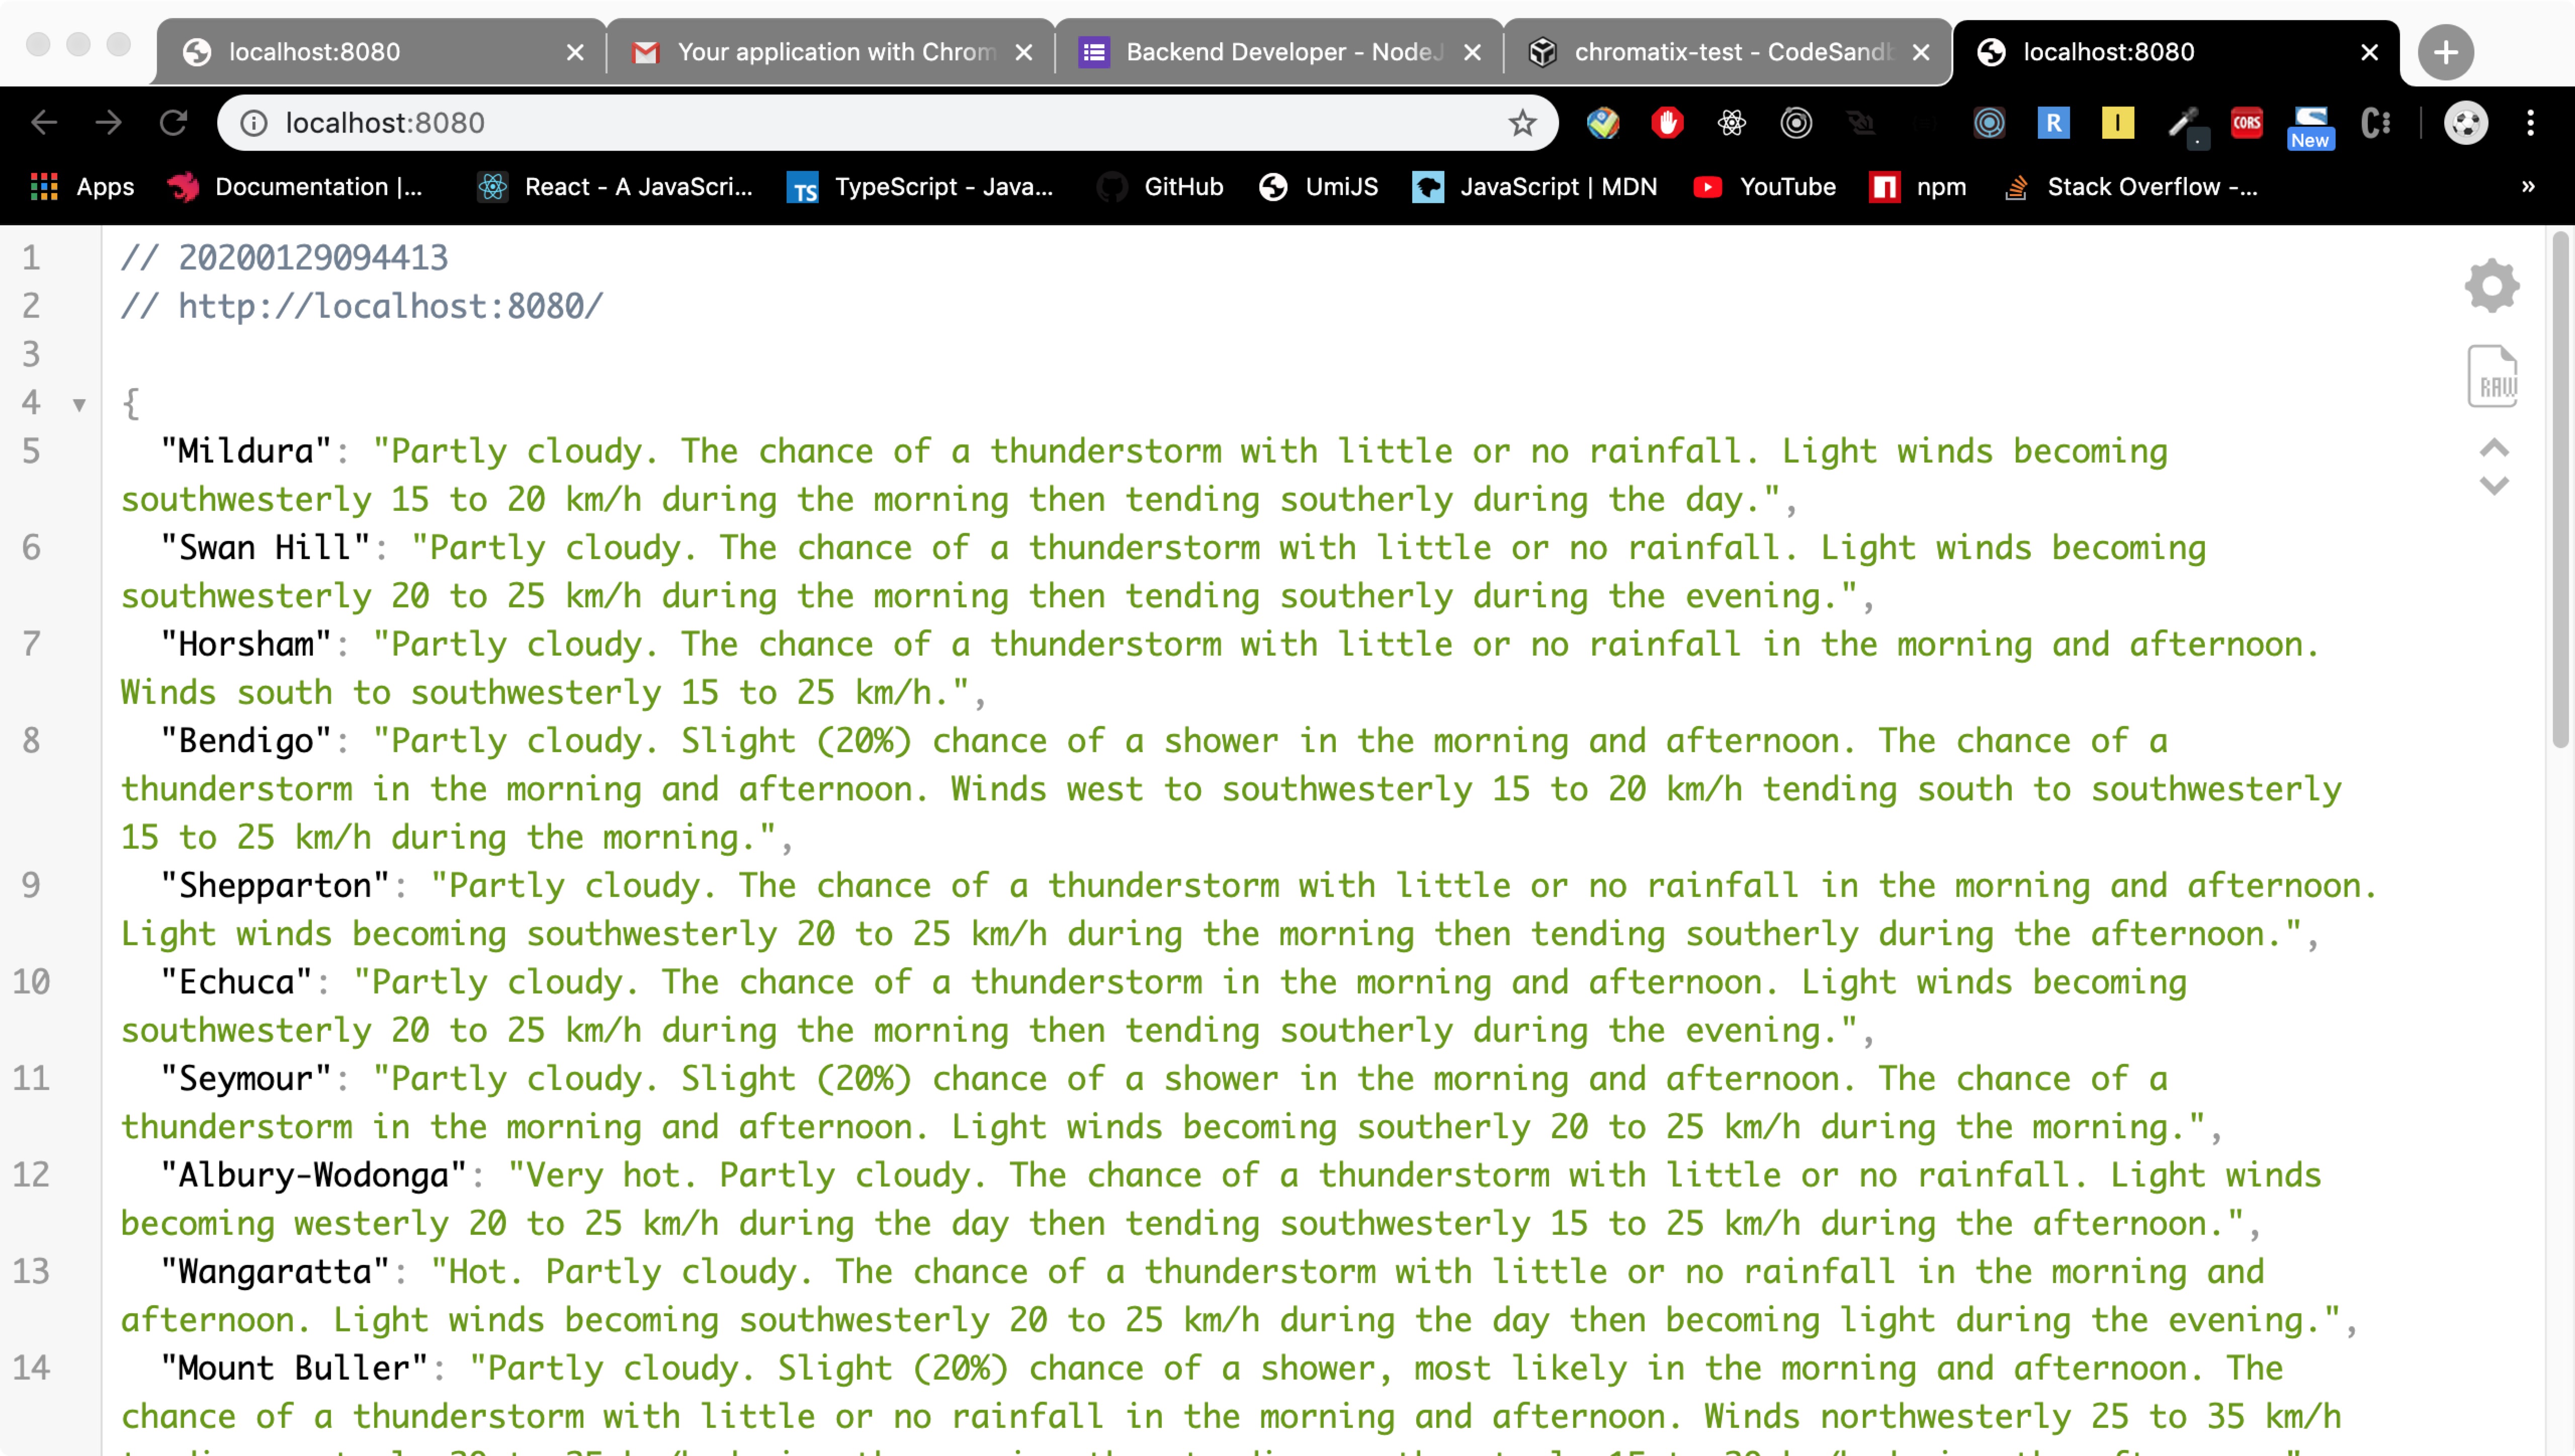 localhost:8080
Your application with Chrom
Backend Developer - NodeJ
chromatix-test - CodeSandb
localhost:8080
localhost:8080
R
I
CORS
New
Apps
Documentation |...
React - A JavaScri...
TS
TypeScript - Java...
GitHub
UmiJS
JavaScript | MDN
YouTube
npm
Stack Overflow -...
»
1 // 20200129094413
2 // http://localhost:8080/
3
4 {
5 "Mildura": "Partly cloudy. The chance of a thunderstorm with little or no rainfall. Light winds becoming
southwesterly 15 to 20 km/h during the morning then tending southerly during the day.",
6 "Swan Hill": "Partly cloudy. The chance of a thunderstorm with little or no rainfall. Light winds becoming
southwesterly 20 to 25 km/h during the morning then tending southerly during the evening.",
7 "Horsham": "Partly cloudy. The chance of a thunderstorm with little or no rainfall in the morning and afternoon.
Winds south to southwesterly 15 to 25 km/h.",
8 "Bendigo": "Partly cloudy. Slight (20%) chance of a shower in the morning and afternoon. The chance of a
thunderstorm in the morning and afternoon. Winds west to southwesterly 15 to 20 km/h tending south to southwesterly
15 to 25 km/h during the morning.",
9 "Shepparton": "Partly cloudy. The chance of a thunderstorm with little or no rainfall in the morning and afternoon.
Light winds becoming southwesterly 20 to 25 km/h during the morning then tending southerly during the afternoon.",
10 "Echuca": "Partly cloudy. The chance of a thunderstorm in the morning and afternoon. Light winds becoming
southwesterly 20 to 25 km/h during the morning then tending southerly during the evening.",
11 "Seymour": "Partly cloudy. Slight (20%) chance of a shower in the morning and afternoon. The chance of a
thunderstorm in the morning and afternoon. Light winds becoming southerly 20 to 25 km/h during the morning.",
12 "Albury-Wodonga": "Very hot. Partly cloudy. The chance of a thunderstorm with little or no rainfall. Light winds
becoming westerly 20 to 25 km/h during the day then tending southwesterly 15 to 25 km/h during the afternoon.",
13 "Wangaratta": "Hot. Partly cloudy. The chance of a thunderstorm with little or no rainfall in the morning and
afternoon. Light winds becoming southwesterly 20 to 25 km/h during the day then becoming light during the evening.",
14 "Mount Buller": "Partly cloudy. Slight (20%) chance of a shower, most likely in the morning and afternoon. The
chance of a thunderstorm with little or no rainfall in the morning and afternoon. Winds northwesterly 25 to 35 km/h
RAW